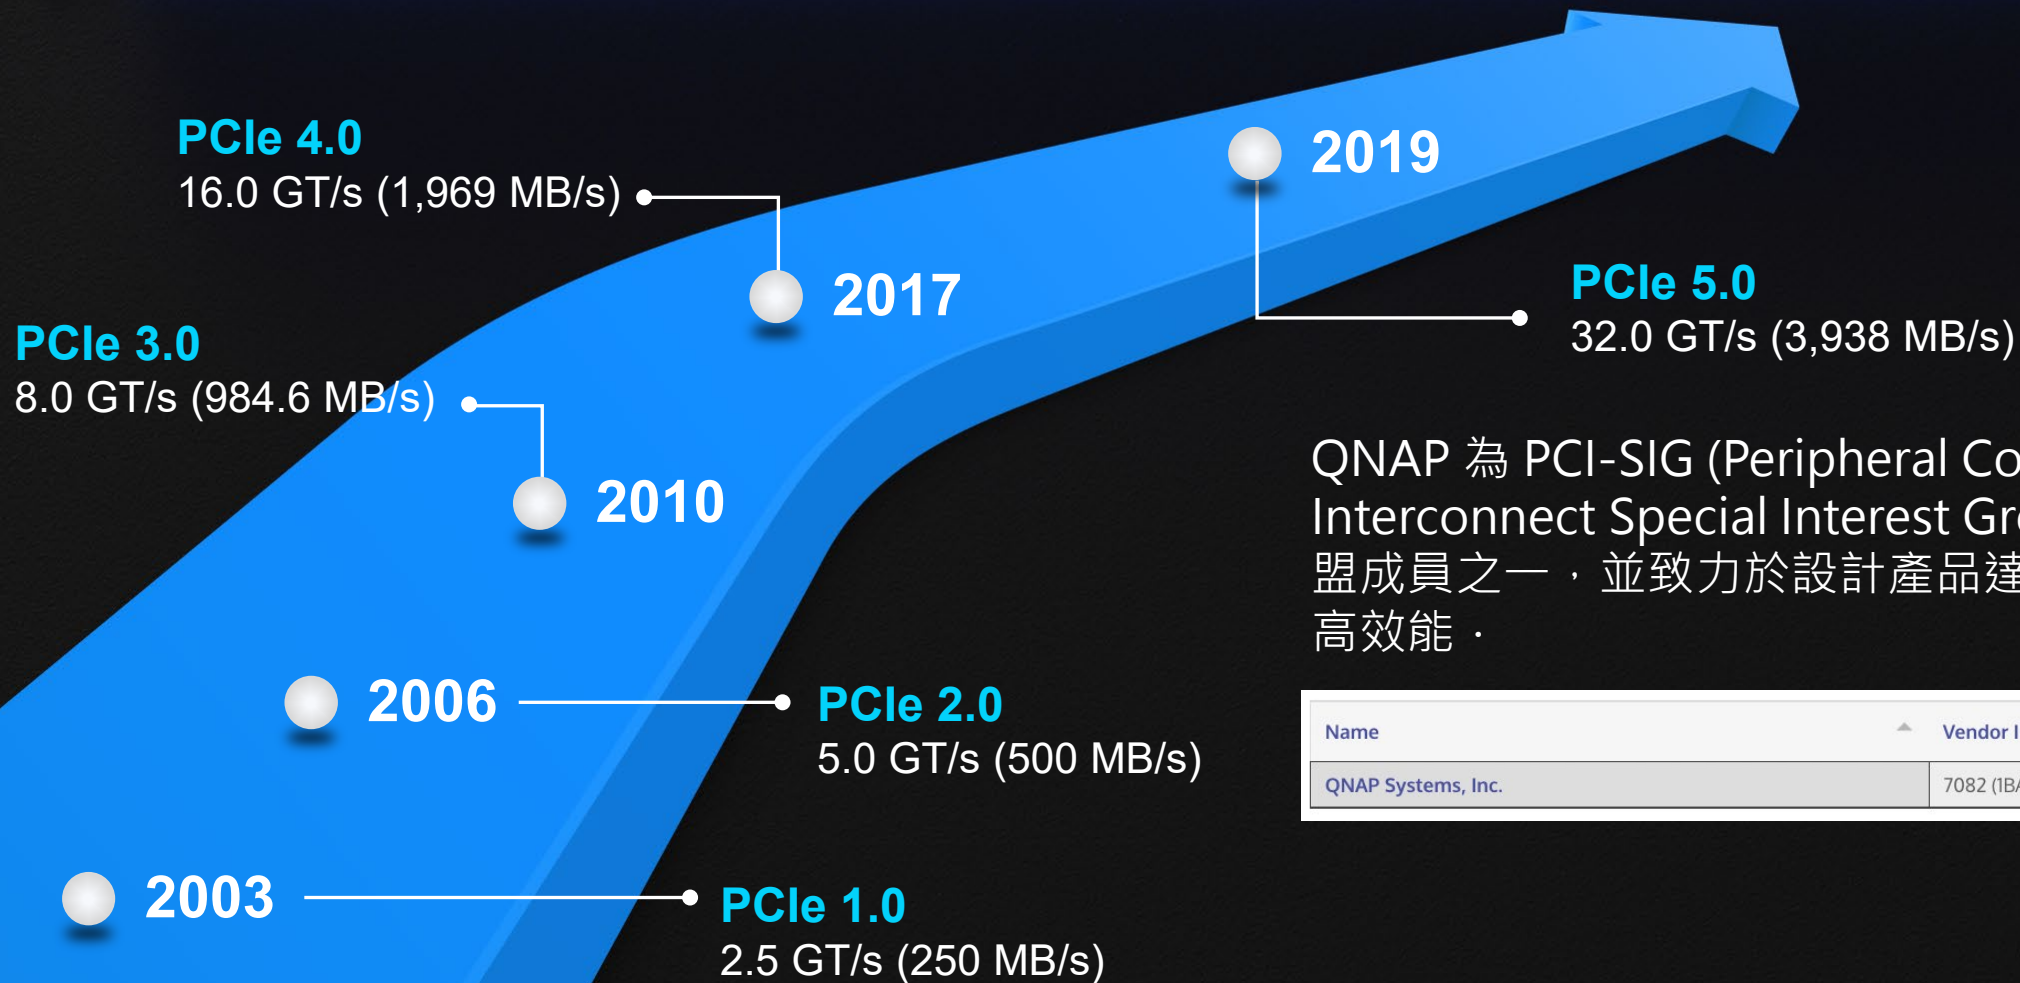 PCIe 4.0
16.0 GT/s (1,969 MB/s)
2019
2017
PCIe 5.0
32.0 GT/s (3,938 MB/s)
PCIe 3.0
8.0 GT/s (984.6 MB/s)
2010
QNAP 為 PCI-SIG (Peripheral
Interconnect Special Interest
盟成員之一，並致力於設計產品達
高效能．
2006
PCIe 2.0
5.0 GT/s (500 MB/s)
Name Vendor
QNAP Systems, Inc. 7082
2003
PCIe 1.0
2.5 GT/s (250 MB/s)